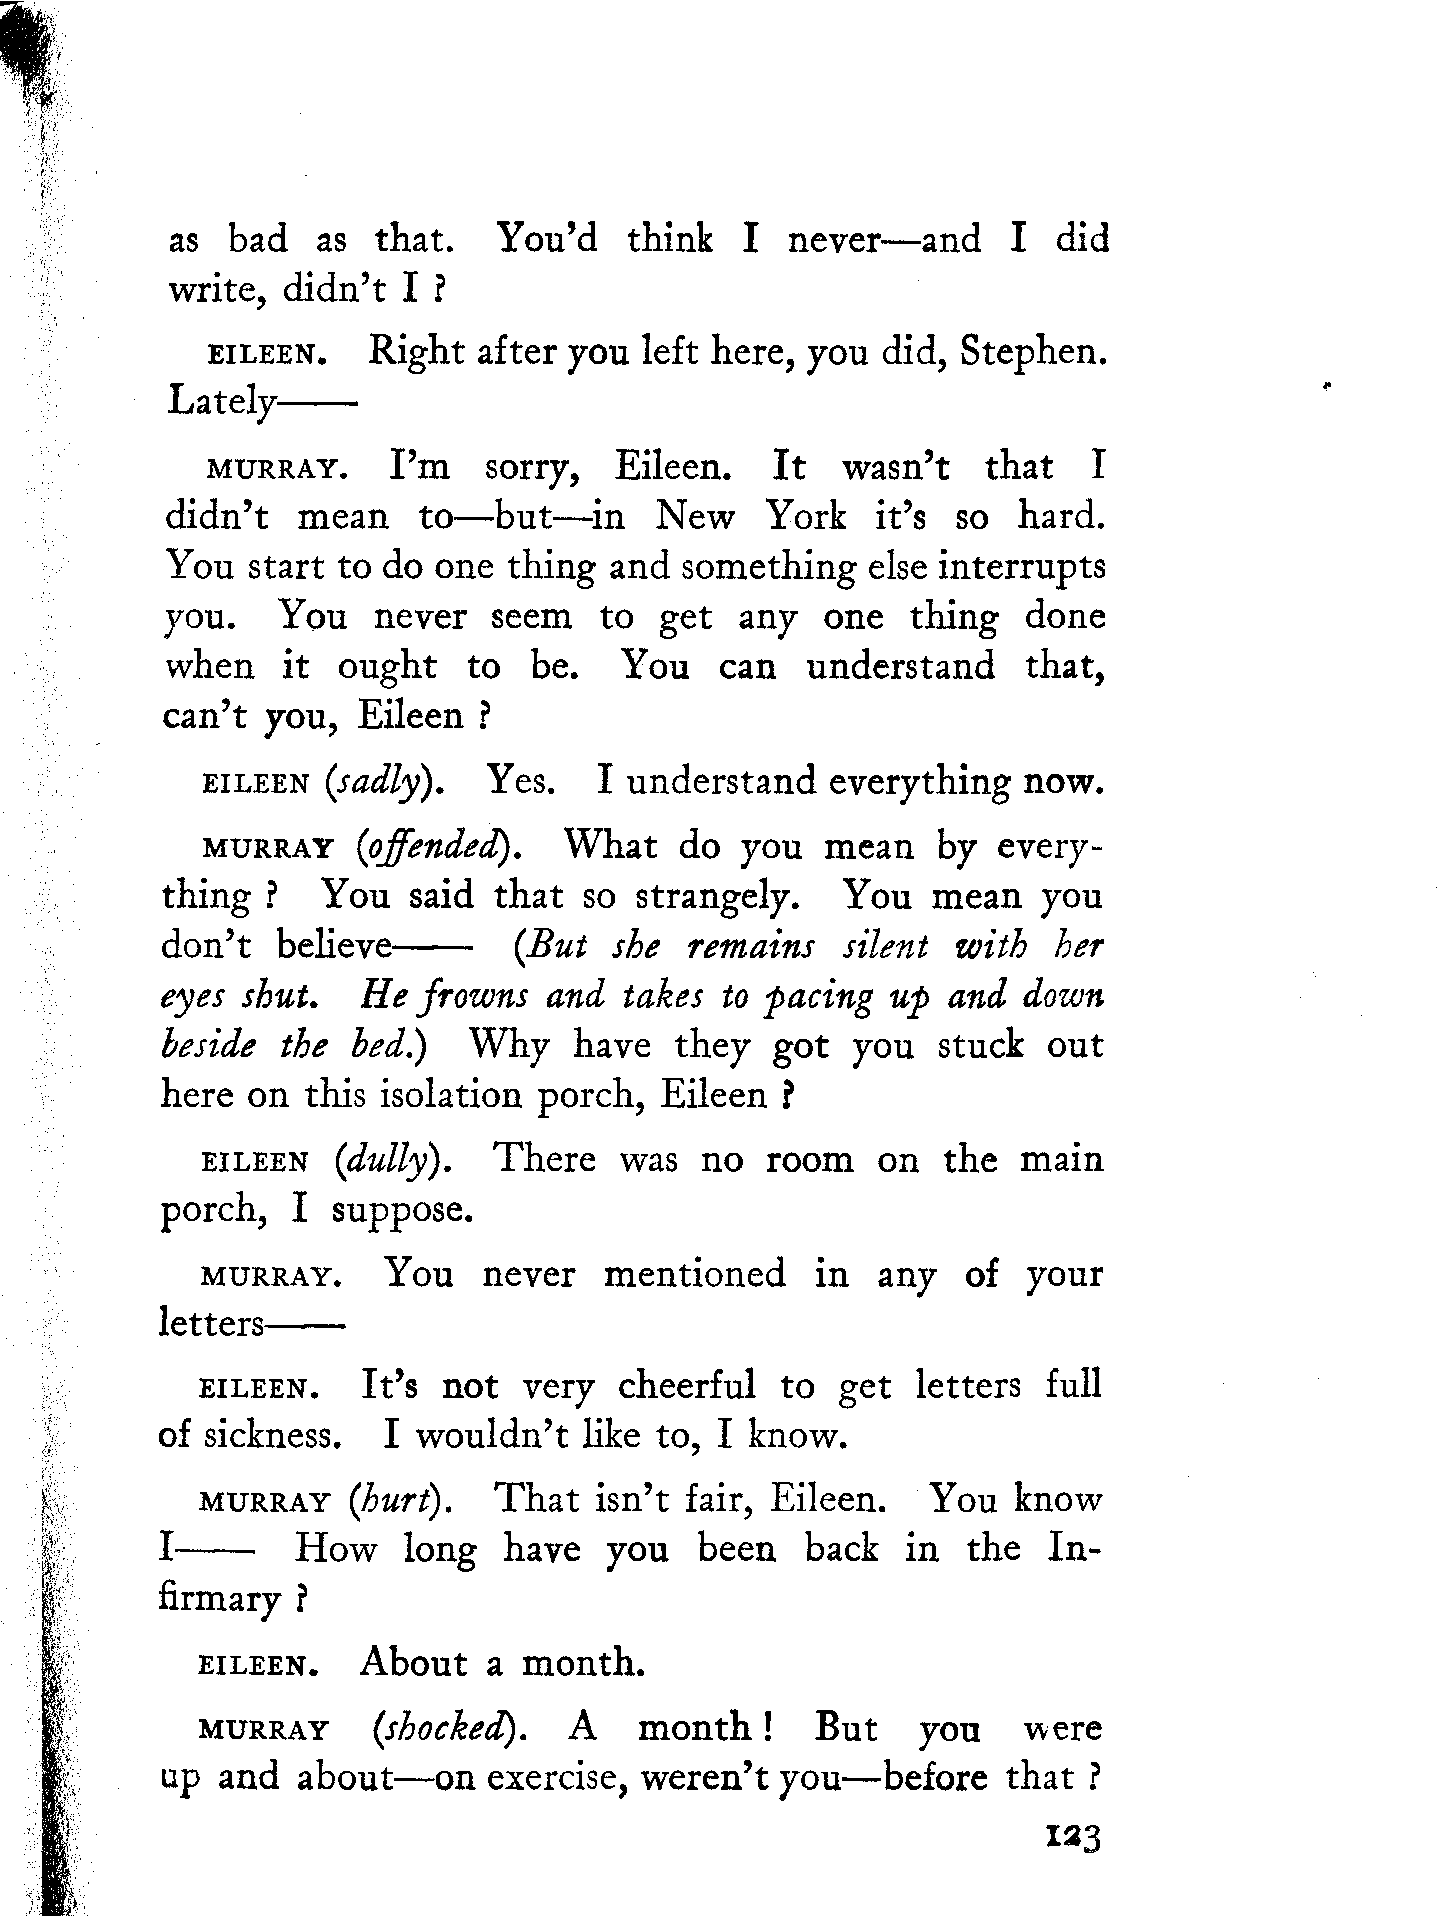 as bad as that. You'd think I never—and I did
write, didn't I ?
EILEEN. Right after you left here, you did, Stephen.
Lately——
MURRAY. I'm sorry, Eileen. It wasn't that I
didn't mean to—but—in New York it's so hard.
You start to do one thing and something else interrupts
you. You never seem to get any one thing done
when it ought to be. You can understand that,
can't you, Eileen ?
EILEEN (sadly). Yes. I understand everything now.
MURRAY (offended). What do you mean by every-
thing ? You said that so strangely. You mean you
don't believe—— (But she remains silent with her
eyes shut. He frowns and takes to pacing up and down
beside the bed.) Why have they got you stuck out
here on this isolation porch, Eileen ?
EILEEN (dully). There was no room on the main
porch, I suppose.
MURRAY. You never mentioned in any of your
letters——
EILEEN. It's not very cheerful to get letters full
of sickness. I wouldn't like to, I know.
MURRAY (hurt). That isn't fair, Eileen. You know
I—— How long have you been back in the In-
firmary ?
EILEEN. About a month.
MURRAY (shocked). A month ! But you were
up and about—on exercise, weren't you—before that ?
123